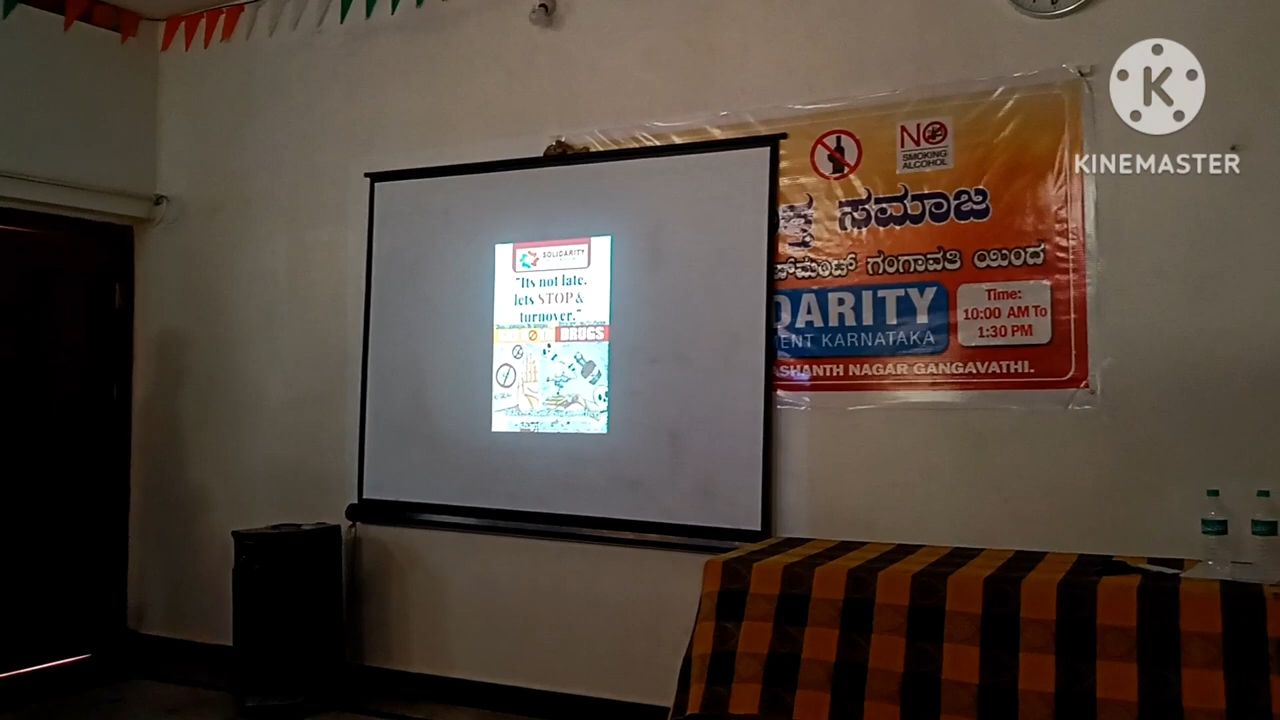 KINEMASTER
NO
SMOKING
ALCOHOL
ಸಮಾಜ
ಗಂಗಾವತಿ ಯಿಂದ
DARITY
MENT KARNATAKA
Time:
10:00 AM To
1:30 PM
ASHANTH NAGAR GANGAVATHI.
SOLIDARITY
"Its not late.
lets STOP &
turnover."
DRUGS